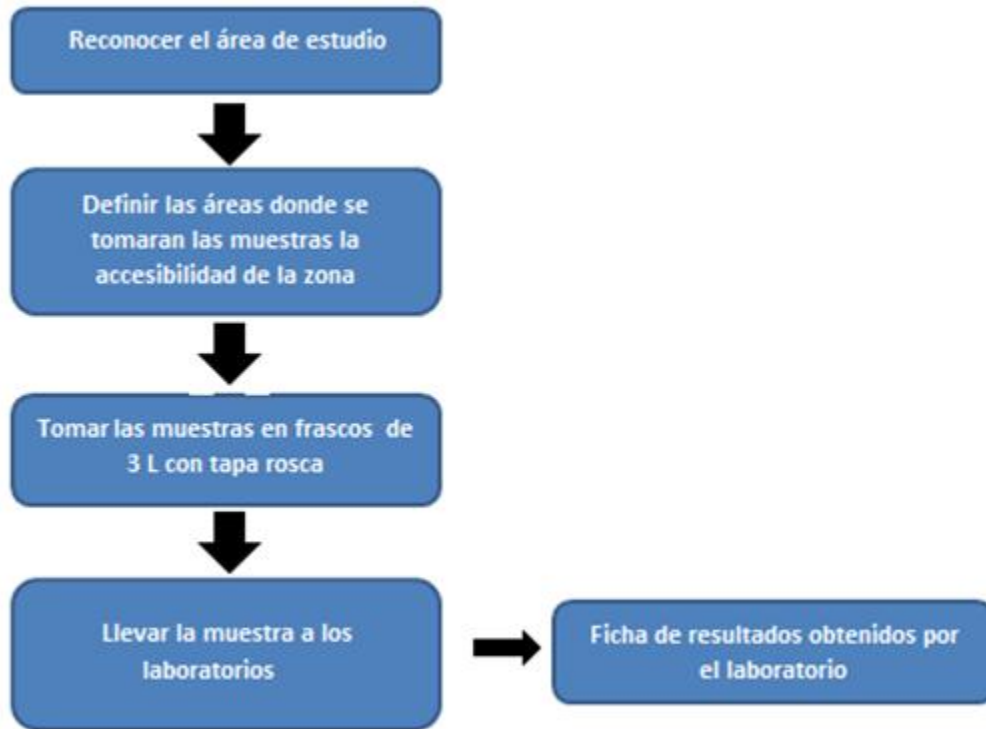 Reconocer el área de estudio
Definir las áreas donde se
tomaran las muestras la
accesibilidad de la zona
Tomar las muestras en frascos de
3 L con tapa rosca
Llevar la muestra a los
laboratorios
Ficha de resultados obtenidos por
el laboratorio